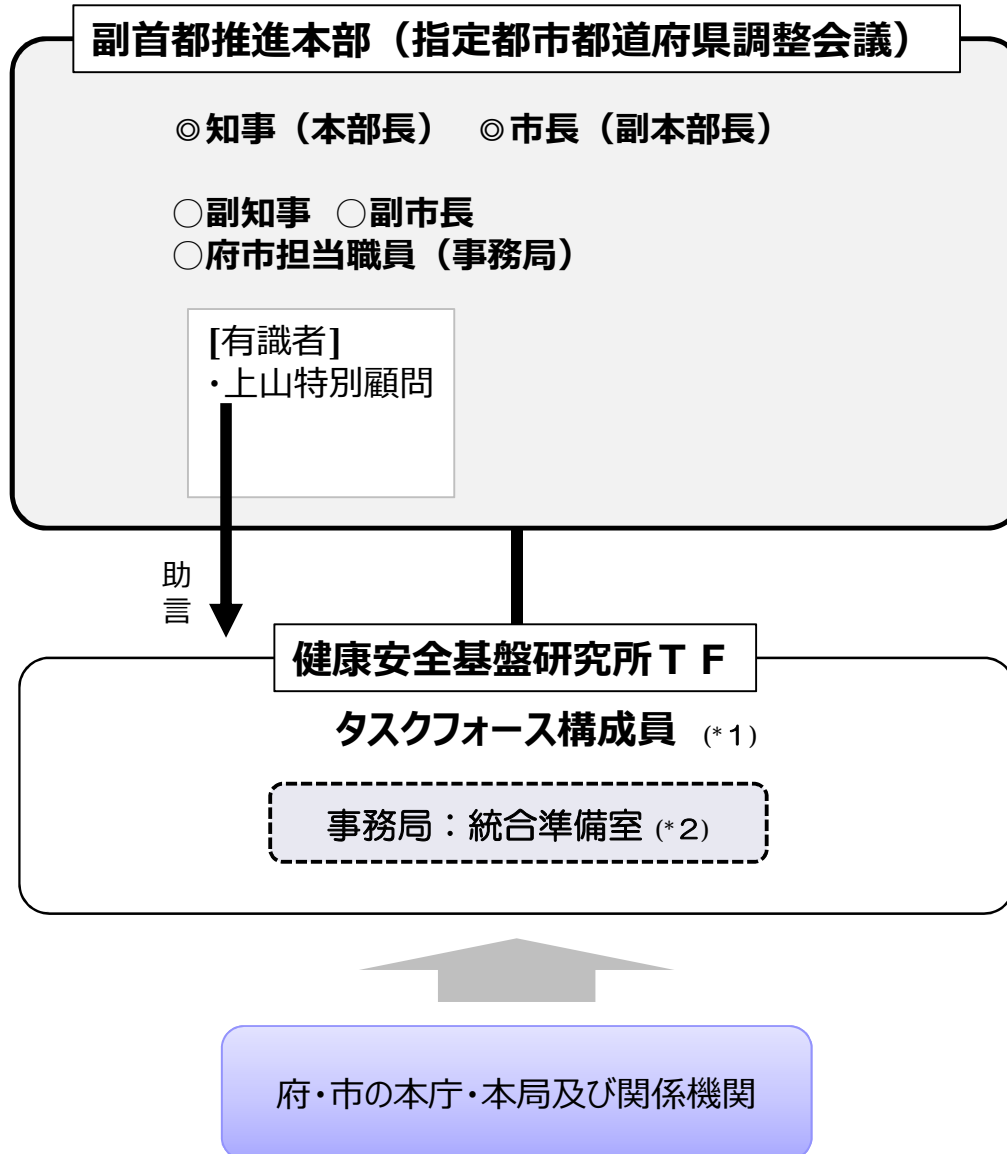 副首都推進本部（指定都市都道府県調整会議）
◎知事（本部長）　◎市長（副本部長）
○副知事　○副市長
○府市担当職員（事務局）
[有識者]
・上山特別顧問
助言
健康安全基盤研究所ＴＦ
タスクフォース構成員 (*１)
事務局：統合準備室 (*２)
府・市の本庁・本局及び関係機関